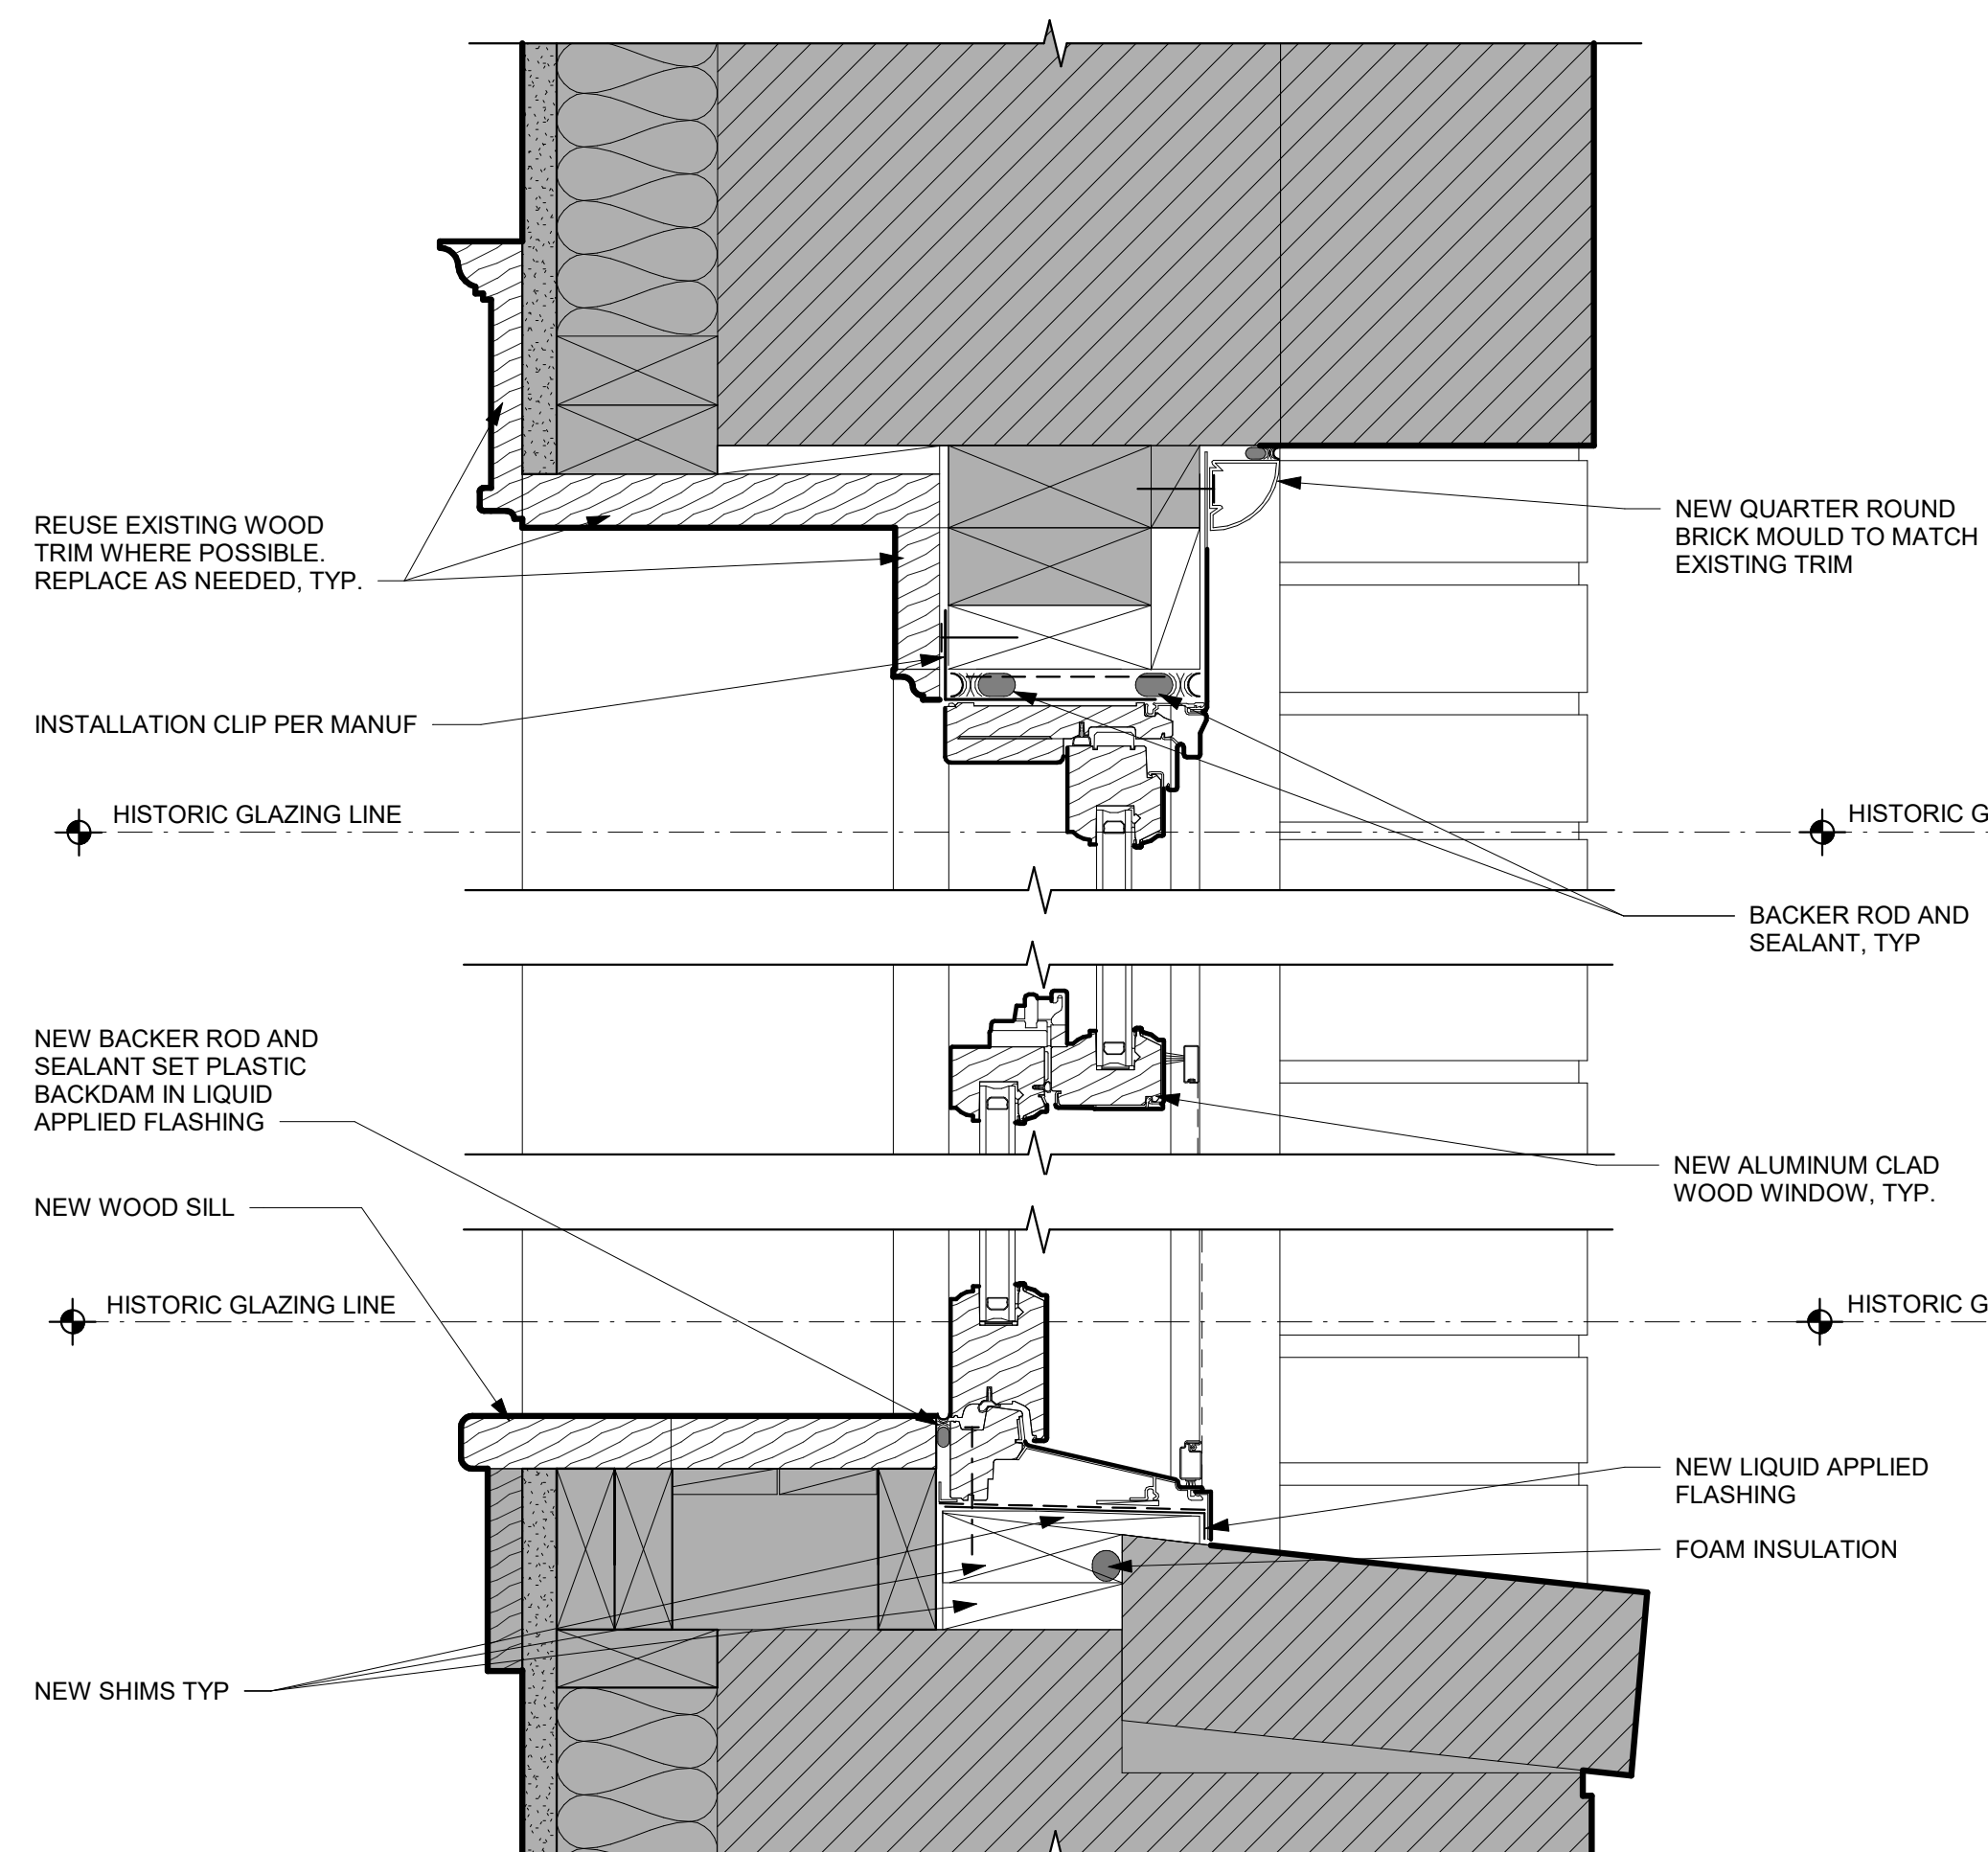 REUSE EXISTING WOOD
TRIM WHERE POSSIBLE.
REPLACE AS NEEDED, TYP.
NEW QUARTER ROUND
BRICK MOULD TO MATCH
EXISTING TRIM
INSTALLATION CLIP PER MANUF
HISTORIC GLAZING LINE
HISTORIC G
BACKER ROD AND
SEALANT, TYP
NEW BACKER ROD AND
SEALANT SET PLASTIC
BACKDAM IN LIQUID
APPLIED FLASHING
NEW ALUMINUM CLAD
WOOD WINDOW, TYP.
NEW WOOD SILL
HISTORIC GLAZING LINE
HISTORIC G
NEW LIQUID APPLIED
FLASHING
FOAM INSULATION
NEW SHIMS TYP